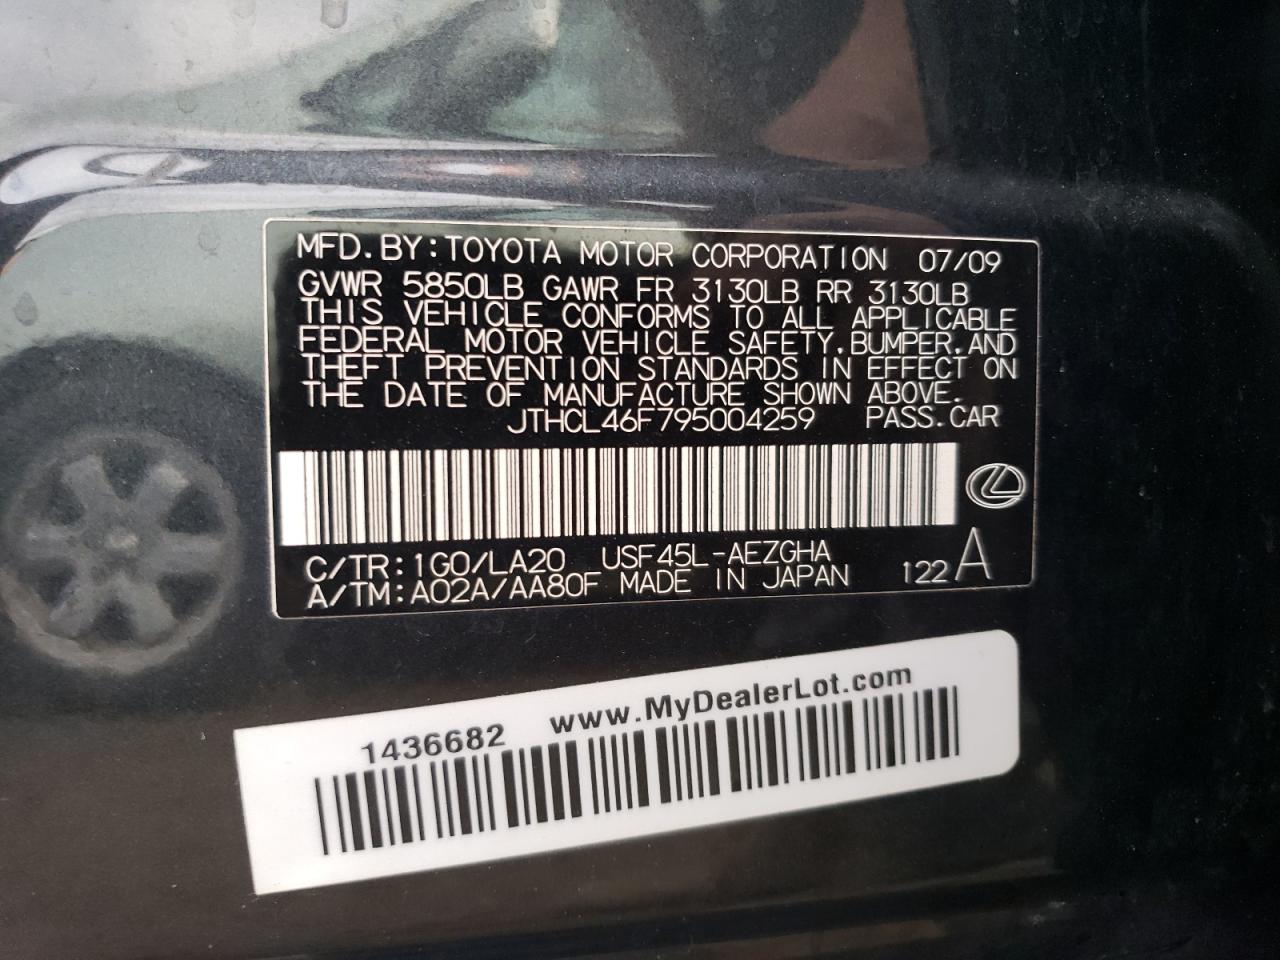 MFD.BY:TOYOTA MOTOR CORPORATION 07/09
GVWR 5850LB GAWR FR 3130LB RR 3130LB
THIS VEHICLE CONFORMS TO ALL APPLICABLE
FEDERAL MOTOR VEHICLE SAFETY,BUMPER,AND
THEFT PREVENTION STANDARDS IN EFFECT ON
THE DATE OF MANUFACTURE SHOWN ABOVE.
JTHCL46F795004259 PASS.CAR
C/TR:1G0/LA20 USF45L-AEZGHA
A/TM:A02A/AA80F MADE IN JAPAN 122 A
1436682 www.MyDealerLot.com